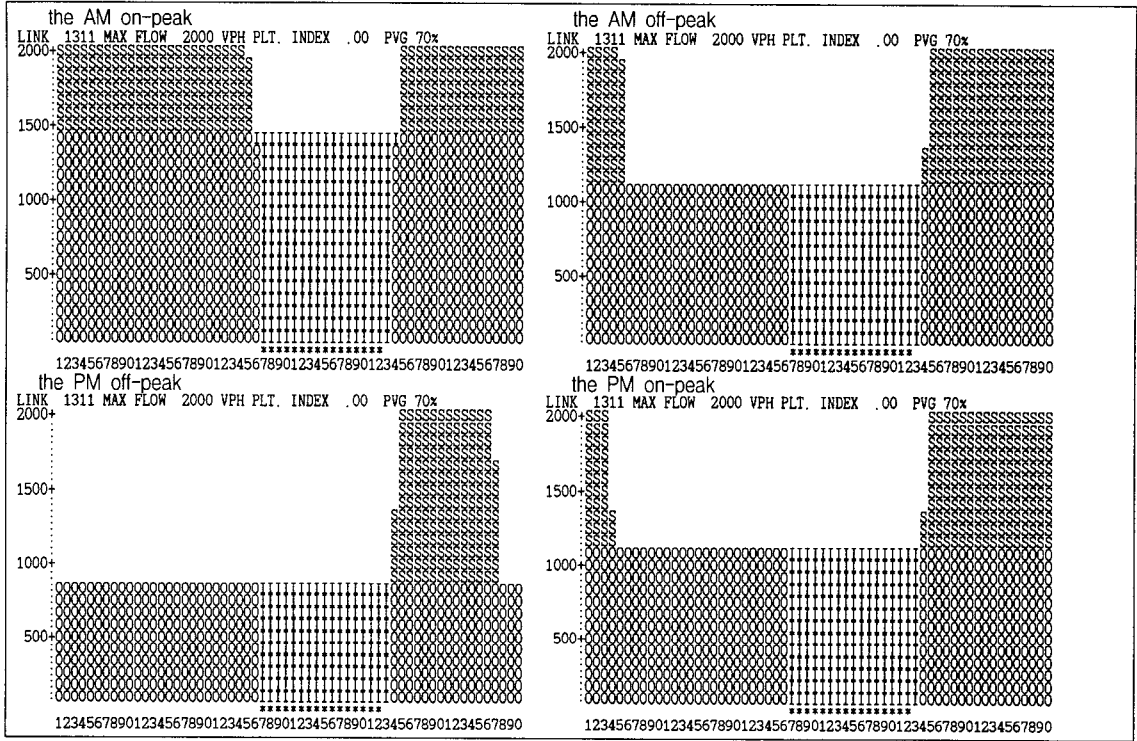 the AM on-peak
LINK 1311 MAX FLOW 2000 VPH PLT. INDEX .00 PVG 70%
2000+
1500+
1000+
500+
123456789012345678901234567890123456789012345678901234567890
the AM off-peak
LINK 1311 MAX FLOW 2000 VPH PLT. INDEX .00 PVG 70%
2000+
1500+
1000+
500+
123456789012345678901234567890123456789012345678901234567890
the PM off-peak
LINK 1311 MAX FLOW 2000 VPH PLT. INDEX .00 PVG 70%
2000+
1500+
1000+
500+
123456789012345678901234567890123456789012345678901234567890
the PM on-peak
LINK 1311 MAX FLOW 2000 VPH PLT. INDEX .00 PVG 70%
2000+
1500+
1000+
500+
123456789012345678901234567890123456789012345678901234567890